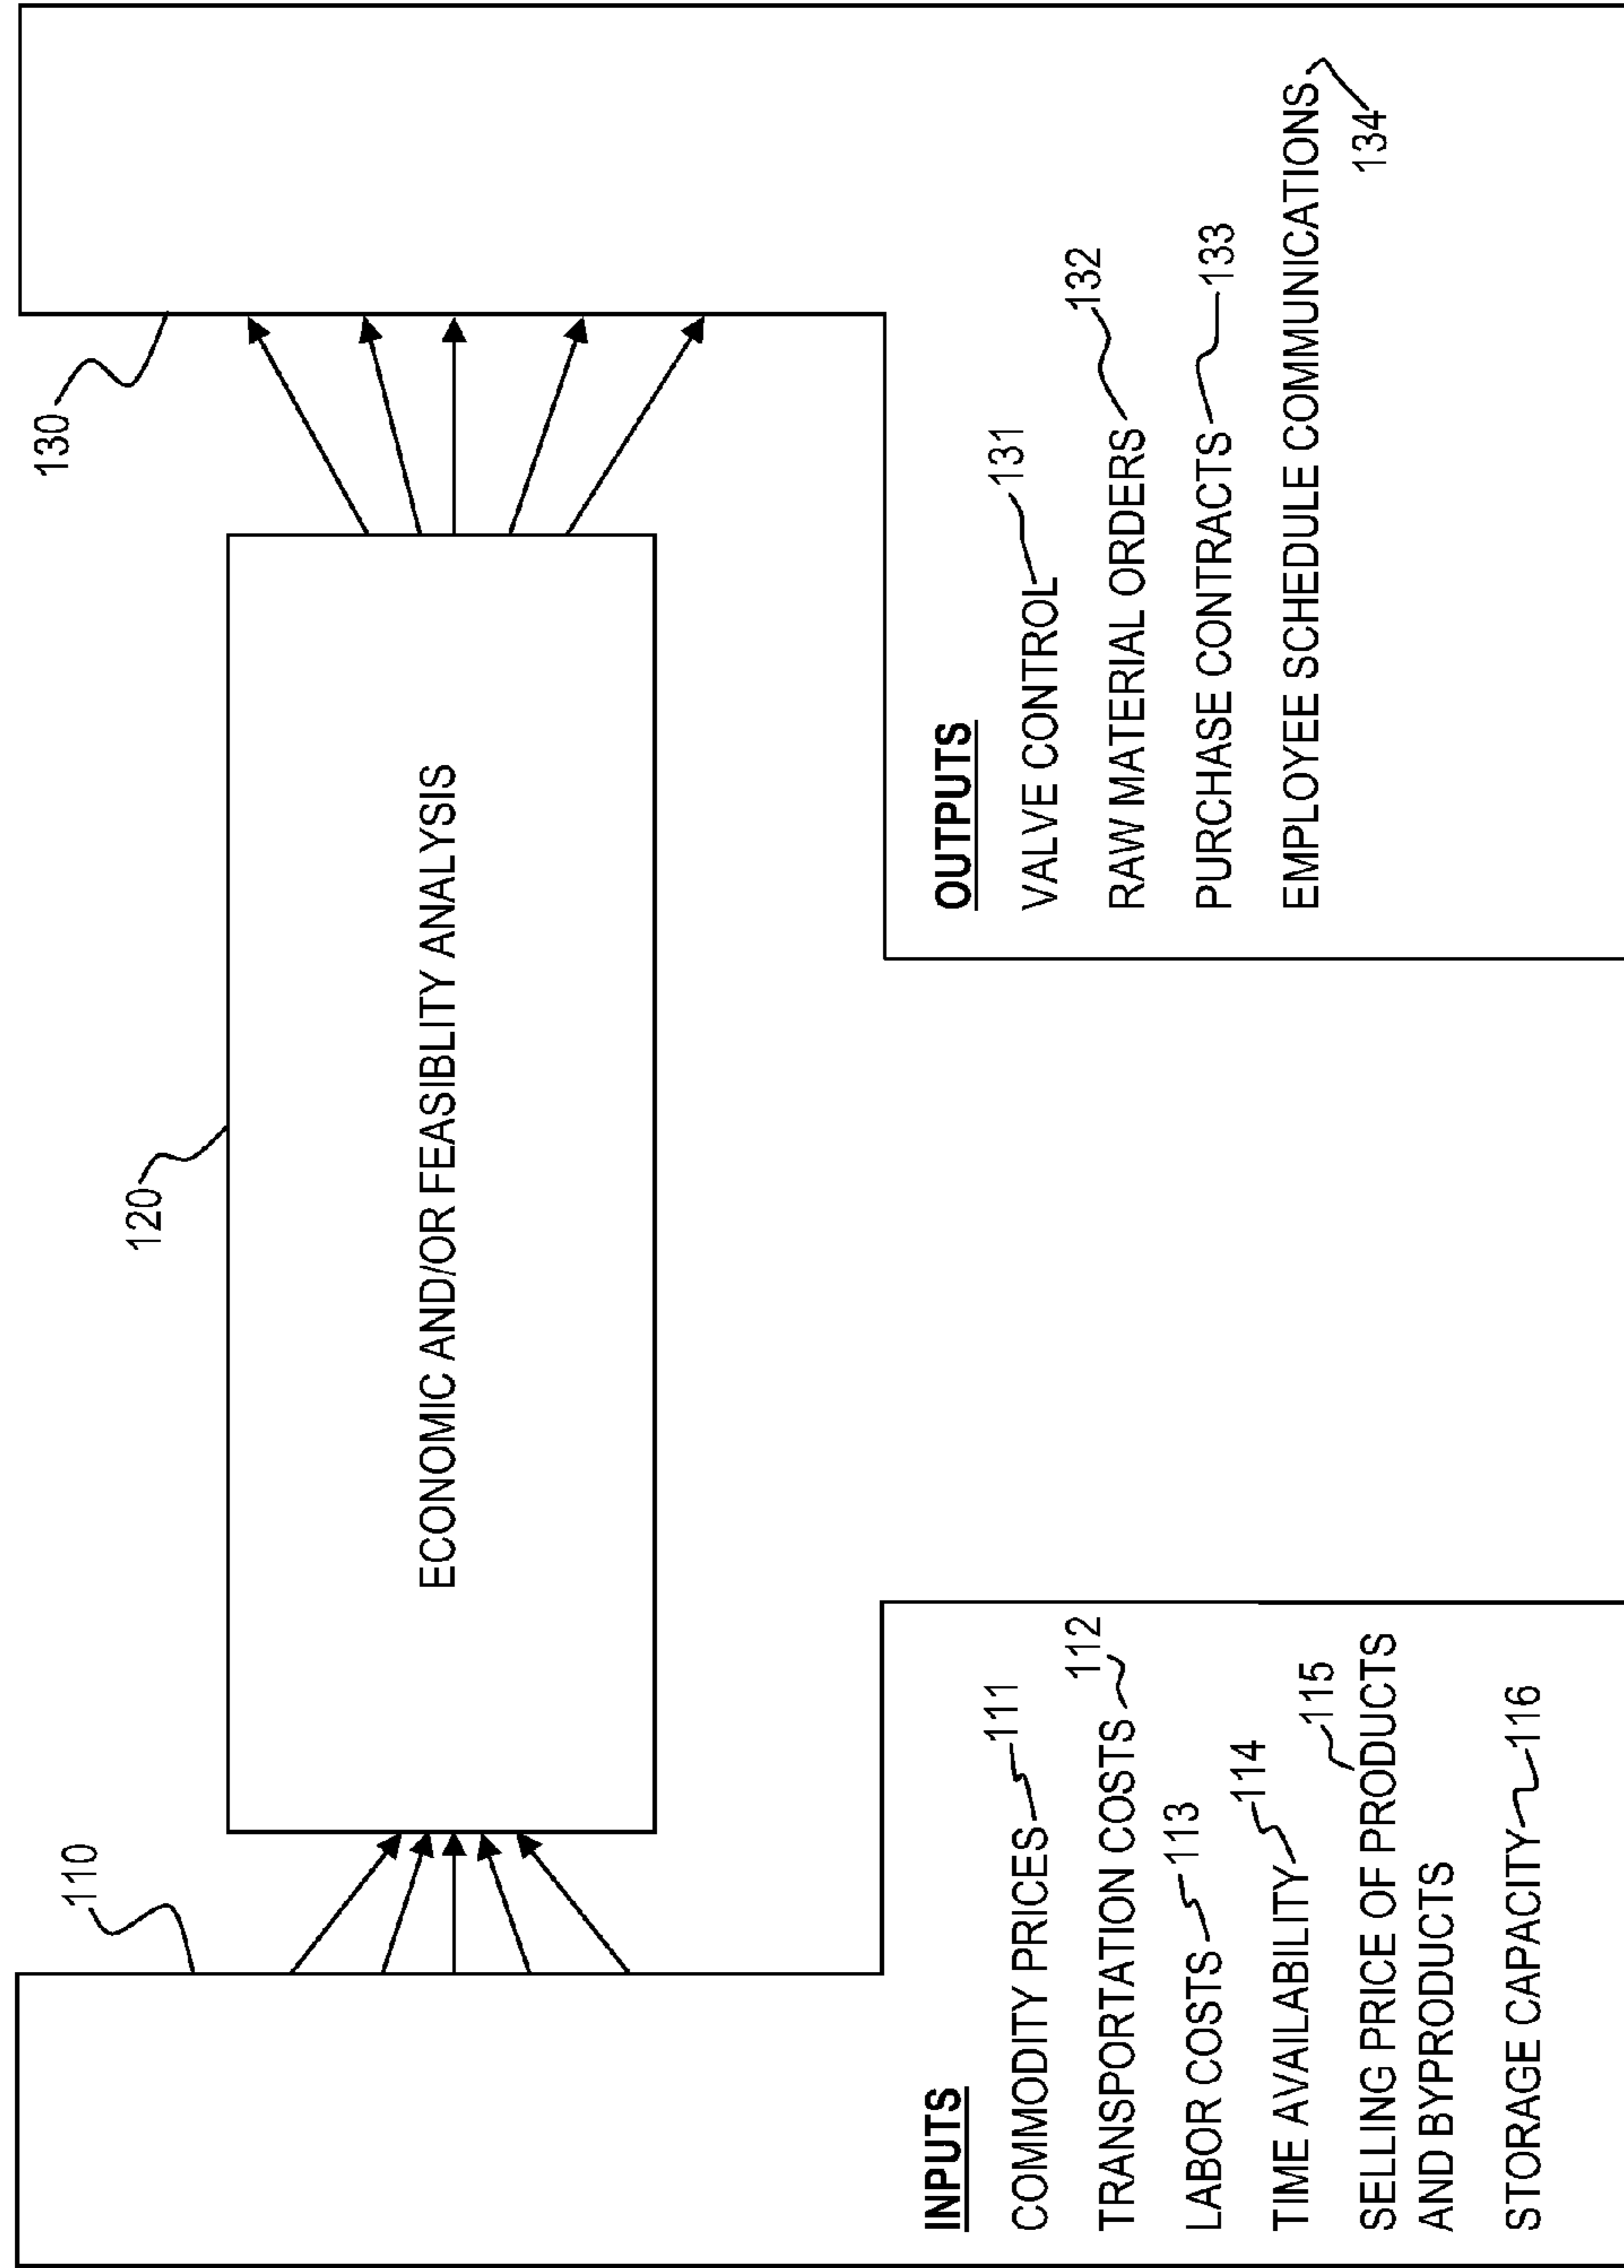 110
120
130
ECONOMIC AND/OR FEASIBLITY ANALYSIS
INPUTS
COMMODITY PRICES 111
TRANSPORTATION COSTS 112
LABOR COSTS 113
TIME AVAILABILITY 114
SELLING PRICE OF PRODUCTS 115
AND BYPRODUCTS
STORAGE CAPACITY 116
OUTPUTS
VALVE CONTROL 131
RAW MATERIAL ORDERS 132
PURCHASE CONTRACTS 133
EMPLOYEE SCHEDULE COMMUNICATIONS
134